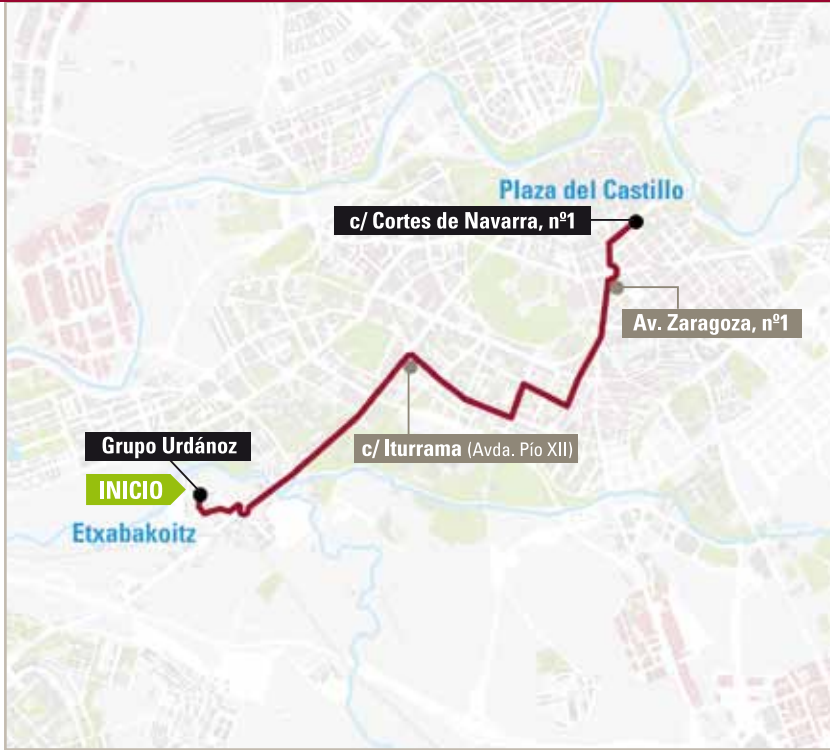 Plaza del Castillo
c/ Cortes de Navarra, nº1
Av. Zaragoza, nº1
c/ Iturrama (Avda. Pío XII)
Grupo Urdánoz
INICIO
Etxabakoitz